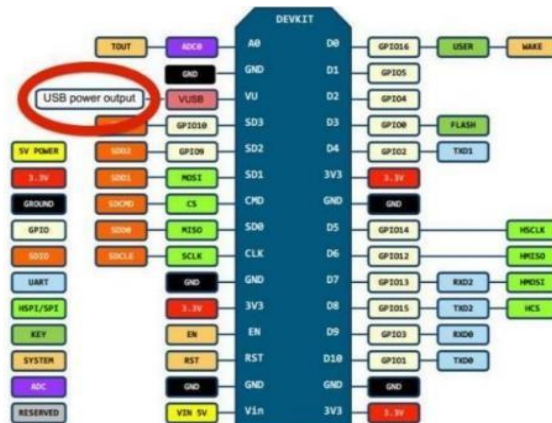 DEVKIT
TOUT ADC0 A0 D0 GPIO16 USER WAKE
GND GND D1 GPIO5
USB power output VUSB VU D2 GPIO4
GPIO10 SD3 D3 GPIO0 FLASH
5V POWER SDD2 GPIO9 SD2 D4 GPIO2 TXD1
3.3V SDD1 MOSI SD1 3V3 3.3V
GROUND SDCMD CS CMD GND GND
GPIO SDD0 MISO SD0 D5 GPIO14 HSCLK
SDIO SDCLK SCLK CLK D6 GPIO12 HMISO
UART GND GND D7 GPIO13 RXD2 HMOSI
HSPI/SPI 3.3V 3V3 D8 GPIO15 TXD2 HCS
KEY EN EN D9 GPIO3 RXD0
SYSTEM RST RST D10 GPIO1 TXD0
ADC GND GND GND GND
RESERVED VIN 5V Vin 3V3 3.3V